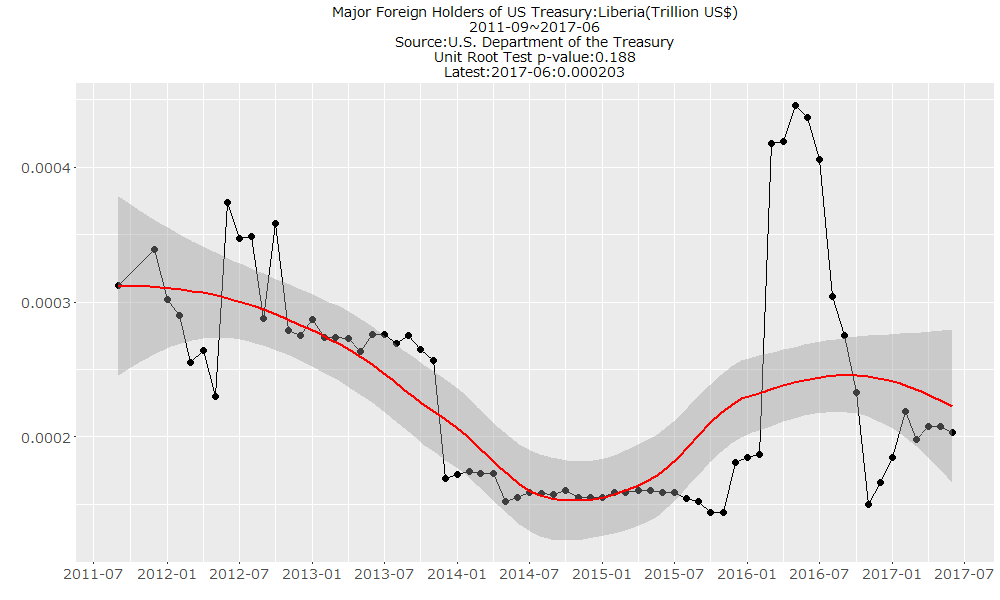 Major Foreign Holders of US Treasury:Liberia(Trillion US$)
2011-09~2017-06
Source:U.S. Department of the Treasury
Unit Root Test p-value:0.188
Latest:2017-06:0.000203
0.0004
0.0003
0.0002
2011-07 2012-01 2012-07 2013-01 2013-07 2014-01 2014-07 2015-01 2015-07 2016-01 2016-07 2017-01 2017-07